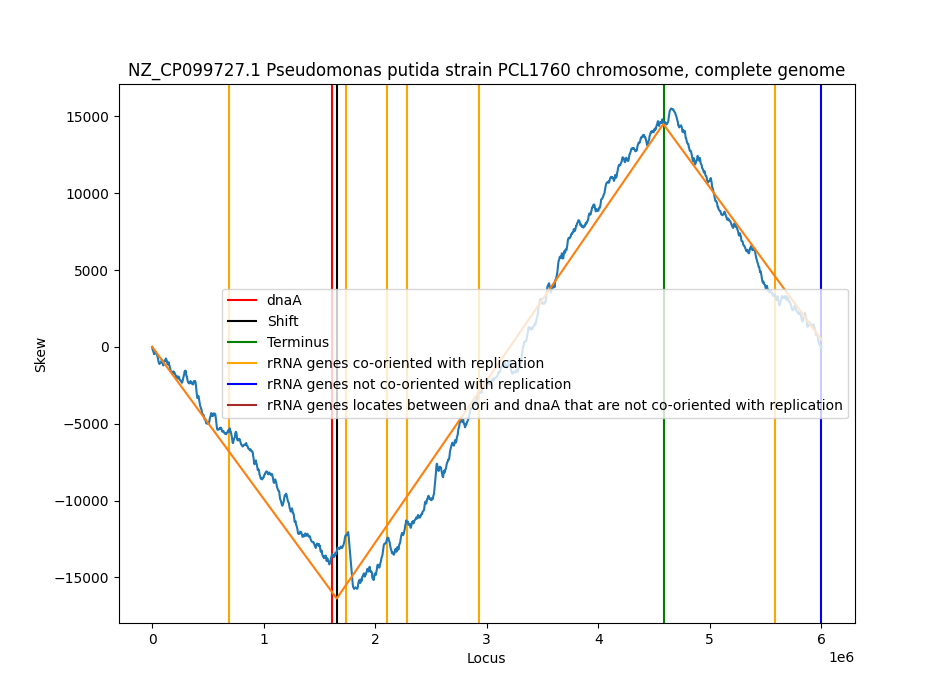 NZ_CP099727.1 Pseudomonas putida strain PCL1760 chromosome, complete genome
15000
10000
5000
0
−5000
−10000
−15000
Skew
dnaA
Shift
Terminus
rRNA genes co-oriented with replication
rRNA genes not co-oriented with replication
rRNA genes locates between ori and dnaA that are not co-oriented with replication
0 1 2 3 4 5 6
1e6
Locus